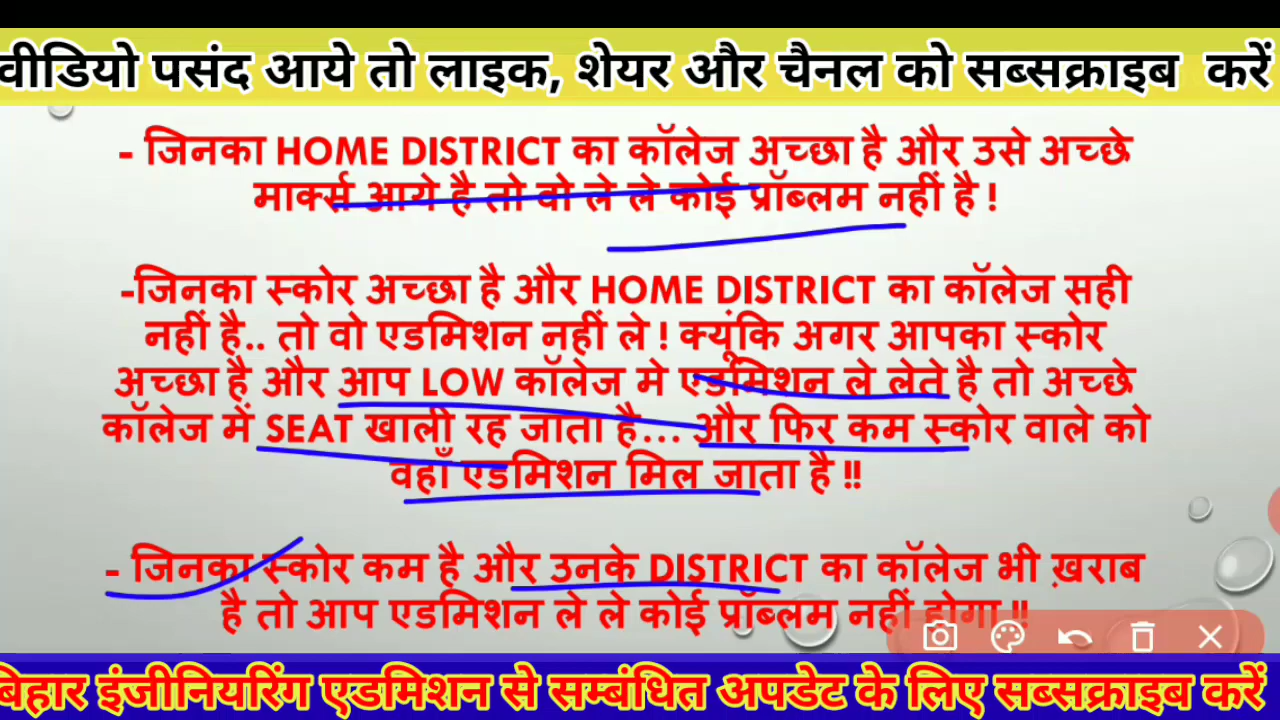 वीडियो पसंद आये तो लाइक, शेयर और चैनल को सब्सक्राइब करें
- जिनका HOME DISTRICT का कॉलेज अच्छा है और उसे अच्छे
मार्क्स आये है तो वो ले ले कोई प्रॉब्लम नहीं है !
-जिनका स्कोर अच्छा है और HOME DISTRICT का कॉलेज सही
नहीं है.. तो वो एडमिशन नहीं ले ! क्यूंकि अगर आपका स्कोर
अच्छा है और आप LOW कॉलेज मे एडमिशन ले लेते है तो अच्छे
कॉलेज में SEAT खाली रह जाता है... और फिर कम स्कोर वाले को
वहाँ एडमिशन मिल जाता है !!
- जिनका स्कोर कम है और उनके DISTRICT का कॉलेज भी ख़राब
है तो आप एडमिशन ले ले कोई प्रॉब्लम नहीं होगा !!
बिहार इंजीनियरिंग एडमिशन से सम्बंधित अपडेट के लिए सब्सक्राइब करें